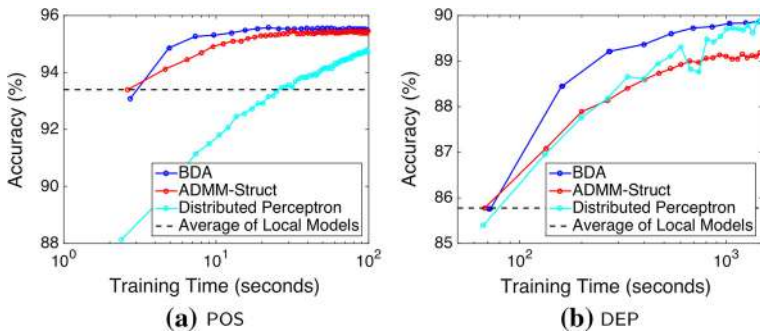 96
95
93
92
90
88
Accuracy (%)
BDA
ADMM-Struct
Distributed Perceptron
Average of Local Models
10^0
10^1
10^2
Training Time (seconds)
(a) POS
90
89
88
87
86
85
Accuracy (%)
BDA
ADMM-Struct
Distributed Perceptron
Average of Local Models
10^2
10^3
Training Time (seconds)
(b) DEP